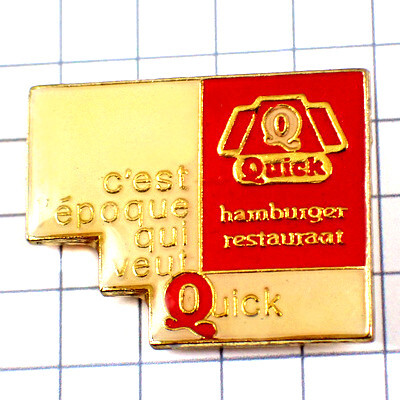 c'est
l'époque
qui
veut
Quick
Q
Quick
hamburger
restaurant